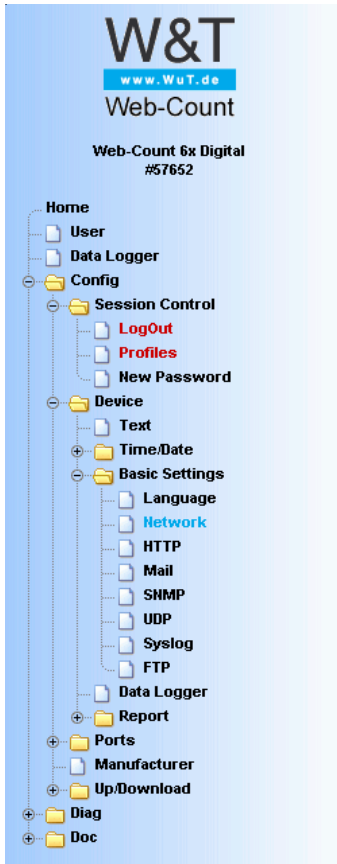 W&T
www.WuT.de
Web-Count
Web-Count 6x Digital
#57652
Home
User
Data Logger
Config
Session Control
LogOut
Profiles
New Password
Device
Text
Time/Date
Basic Settings
Language
Network
HTTP
Mail
SNMP
UDP
Syslog
FTP
Data Logger
Report
Ports
Manufacturer
Up/Download
Diag
Doc